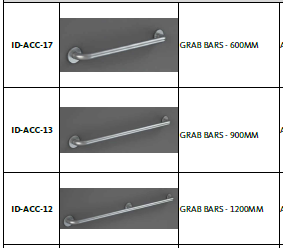 ID-ACC-17
GRAB BARS - 600MM
ID-ACC-13
GRAB BARS - 900MM
ID-ACC-12
GRAB BARS - 1200MM